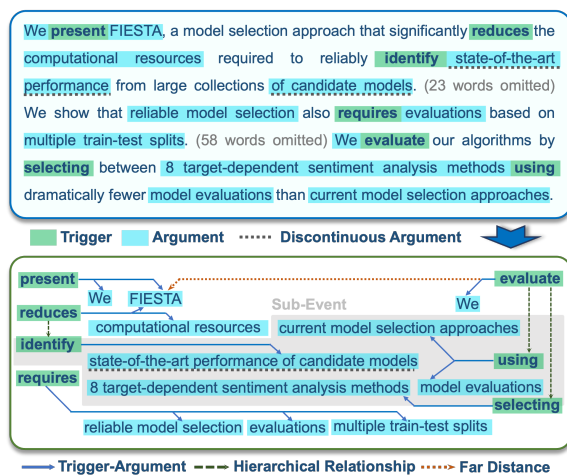 We present FIESTA, a model selection approach that significantly reduces the
computational resources required to reliably identify state-of-the-art
performance from large collections of candidate models. (23 words omitted)
We show that reliable model selection also requires evaluations based on
multiple train-test splits. (58 words omitted) We evaluate our algorithms by
selecting between 8 target-dependent sentiment analysis methods using
dramatically fewer model evaluations than current model selection approaches.
Trigger Argument Discontinuous Argument
present evaluate
We FIESTA We
Sub-Event
reduces
computational resources current model selection approaches
identify
state-of-the-art performance of candidate models using
requires
8 target-dependent sentiment analysis methods model evaluations
selecting
reliable model selection evaluations multiple train-test splits
Trigger-Argument Hierarchical Relationship Far Distance